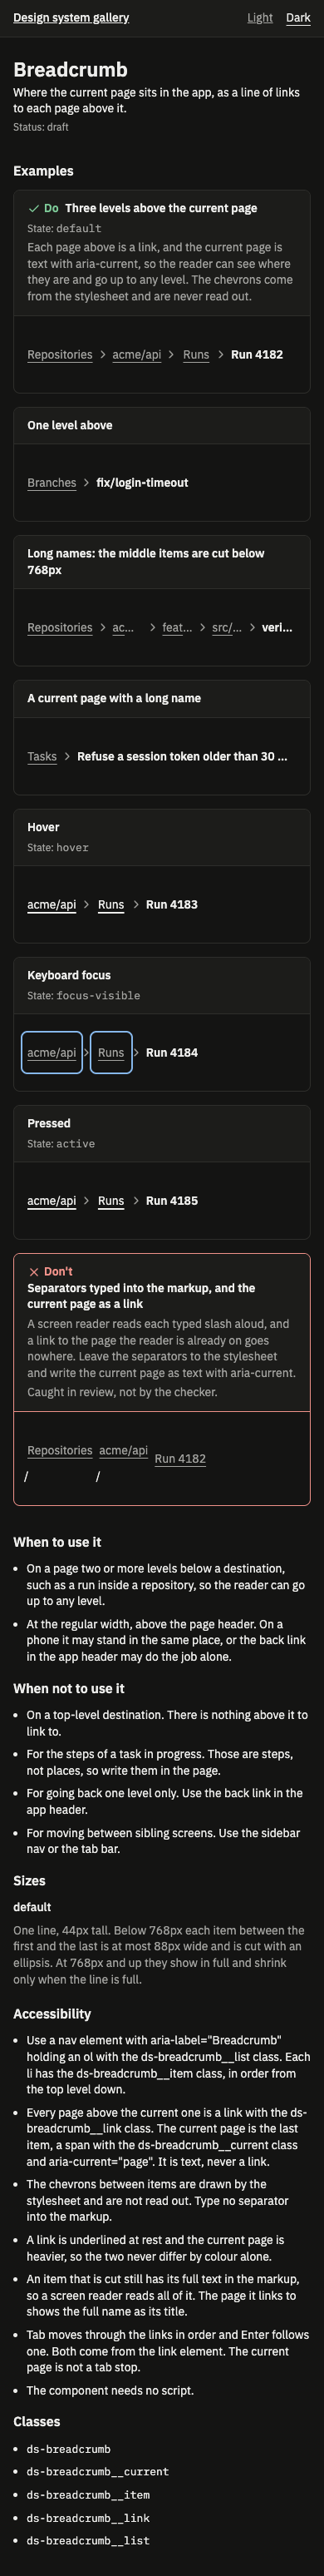 Design system gallery
Light Dark
Breadcrumb
Where the current page sits in the app, as a line of links
to each page above it.
Status: draft
Examples
Do Three levels above the current page
State: default
Each page above is a link, and the current page is
text with aria-current, so the reader can see where
they are and go up to any level. The chevrons come
from the stylesheet and are never read out.
Repositories acme/api Runs Run 4182
One level above
Branches fix/login-timeout
Long names: the middle items are cut below
768px
Repositories ac... feat... src/... veri...
A current page with a long name
Tasks Refuse a session token older than 30 ...
Hover
State: hover
acme/api Runs Run 4183
Keyboard focus
State: focus-visible
acme/api Runs Run 4184
Pressed
State: active
acme/api Runs Run 4185
Don't
Separators typed into the markup, and the
current page as a link
A screen reader reads each typed slash aloud, and
a link to the page the reader is already on goes
nowhere. Leave the separators to the stylesheet
and write the current page as text with aria-current.
Caught in review, not by the checker.
Repositories acme/api Run 4182
/ /
When to use it
• On a page two or more levels below a destination,
such as a run inside a repository, so the reader can go
up to any level.
• At the regular width, above the page header. On a
phone it may stand in the same place, or the back link
in the app header may do the job alone.
When not to use it
• On a top-level destination. There is nothing above it to
link to.
• For the steps of a task in progress. Those are steps,
not places, so write them in the page.
• For going back one level only. Use the back link in the
app header.
• For moving between sibling screens. Use the sidebar
nav or the tab bar.
Sizes
default
One line, 44px tall. Below 768px each item between the
first and the last is at most 88px wide and is cut with an
ellipsis. At 768px and up they show in full and shrink
only when the line is full.
Accessibility
• Use a nav element with aria-label="Breadcrumb"
holding an ol with the ds-breadcrumb__list class. Each
li has the ds-breadcrumb__item class, in order from
the top level down.
• Every page above the current one is a link with the ds-
breadcrumb__link class. The current page is the last
item, a span with the ds-breadcrumb__current class
and aria-current="page". It is text, never a link.
• The chevrons between items are drawn by the
stylesheet and are not read out. Type no separator
into the markup.
• A link is underlined at rest and the current page is
heavier, so the two never differ by colour alone.
• An item that is cut still has its full text in the markup,
so a screen reader reads all of it. The page it links to
shows the full name as its title.
• Tab moves through the links in order and Enter follows
one. Both come from the link element. The current
page is not a tab stop.
• The component needs no script.
Classes
• ds-breadcrumb
• ds-breadcrumb__current
• ds-breadcrumb__item
• ds-breadcrumb__link
• ds-breadcrumb__list